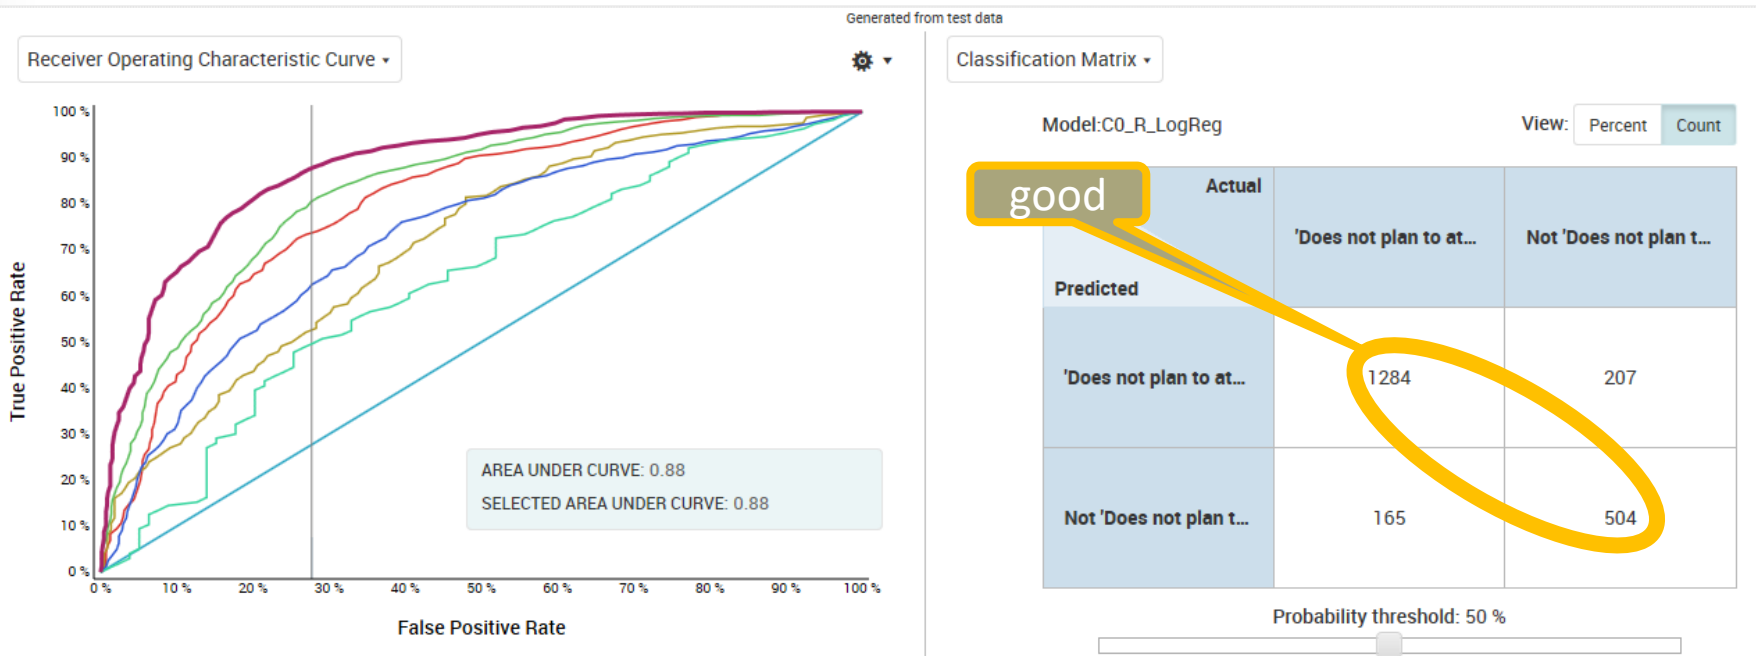 Generated from test data
Receiver Operating Characteristic Curve
100 %
90 %
80 %
70 %
60 %
50 %
40 %
30 %
20 %
10 %
0 %
True Positive Rate
AREA UNDER CURVE: 0.88
SELECTED AREA UNDER CURVE: 0.88
0 % 10 % 20 % 30 % 40 % 50 % 60 % 70 % 80 % 90 % 100 %
False Positive Rate
Classification Matrix
Model:C0_R_LogReg
View: Percent Count
good
Actual
Predicted
'Does not plan to at... Not 'Does not plan t...
'Does not plan to at... 1284 207
Not 'Does not plan t... 165 504
Probability threshold: 50 %